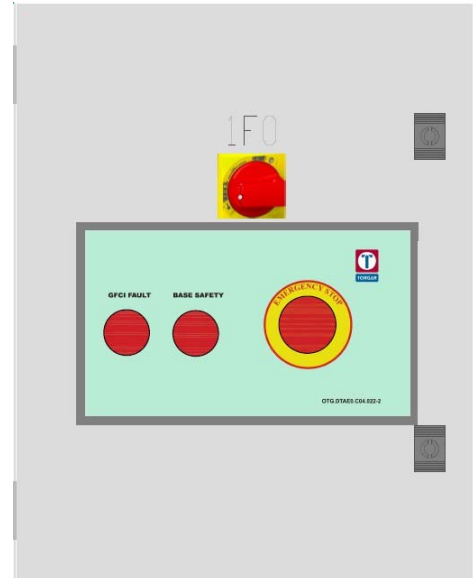 1F0
GFCI FAULT
BASE SAFETY
EMERGENCY STOP
TORGAR
OTG.DTAE0.C04.022-2